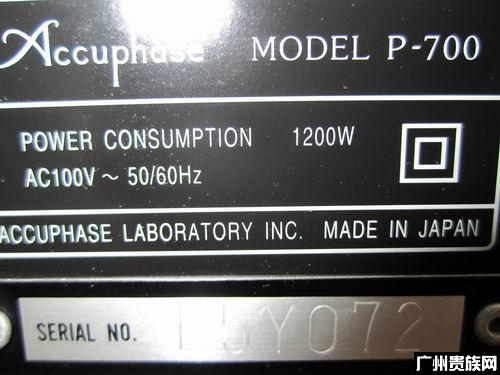 Accuphase MODEL P-700
POWER CONSUMPTION 1200W
AC100V ~ 50/60Hz
ACCUPHASE LABORATORY INC. MADE IN JAPAN
SERIAL NO.
广州贵族网